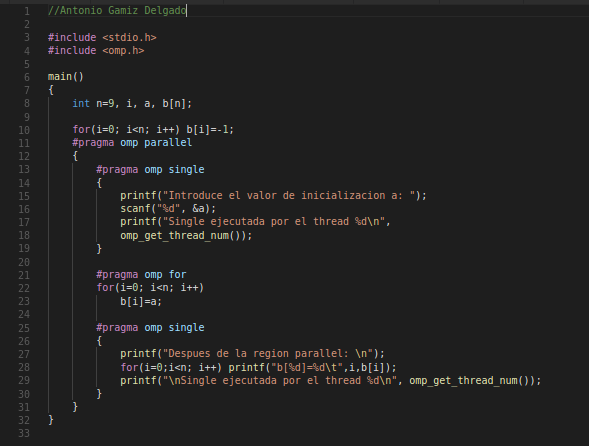 1 //Antonio Gamiz Delgado
2
3 #include <stdio.h>
4 #include <omp.h>
5
6 main()
7 {
8     int n=9, i, a, b[n];
9
10     for(i=0; i<n; i++) b[i]=-1;
11     #pragma omp parallel
12     {
13         #pragma omp single
14         {
15             printf("Introduce el valor de inicializacion a: ");
16             scanf("%d", &a);
17             printf("Single ejecutada por el thread %d\n",
18             omp_get_thread_num());
19         }
20
21         #pragma omp for
22         for(i=0; i<n; i++)
23             b[i]=a;
24
25         #pragma omp single
26         {
27             printf("Despues de la region parallel: \n");
28             for(i=0;i<n; i++) printf("b[%d]=%d\t",i,b[i]);
29             printf("\nSingle ejecutada por el thread %d\n", omp_get_thread_num());
30         }
31     }
32 }
33